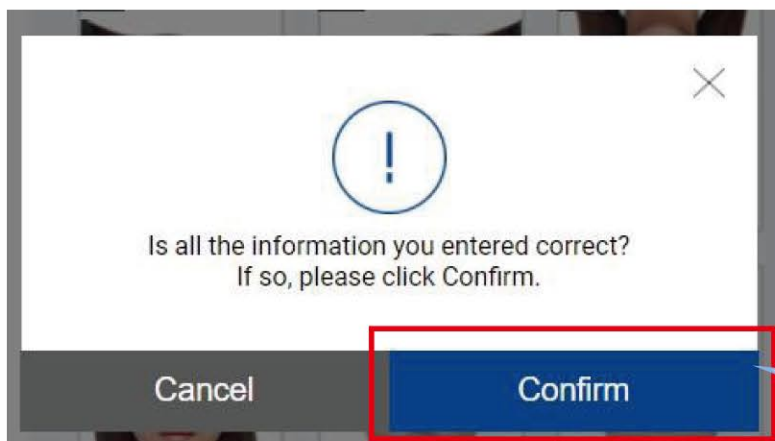 Is all the information you entered correct?
If so, please click Confirm.
Cancel
Confirm